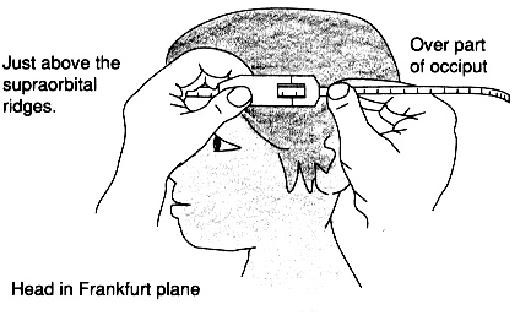 Just above the
supraorbital
ridges.
Over part
of occiput
Head in Frankfurt plane